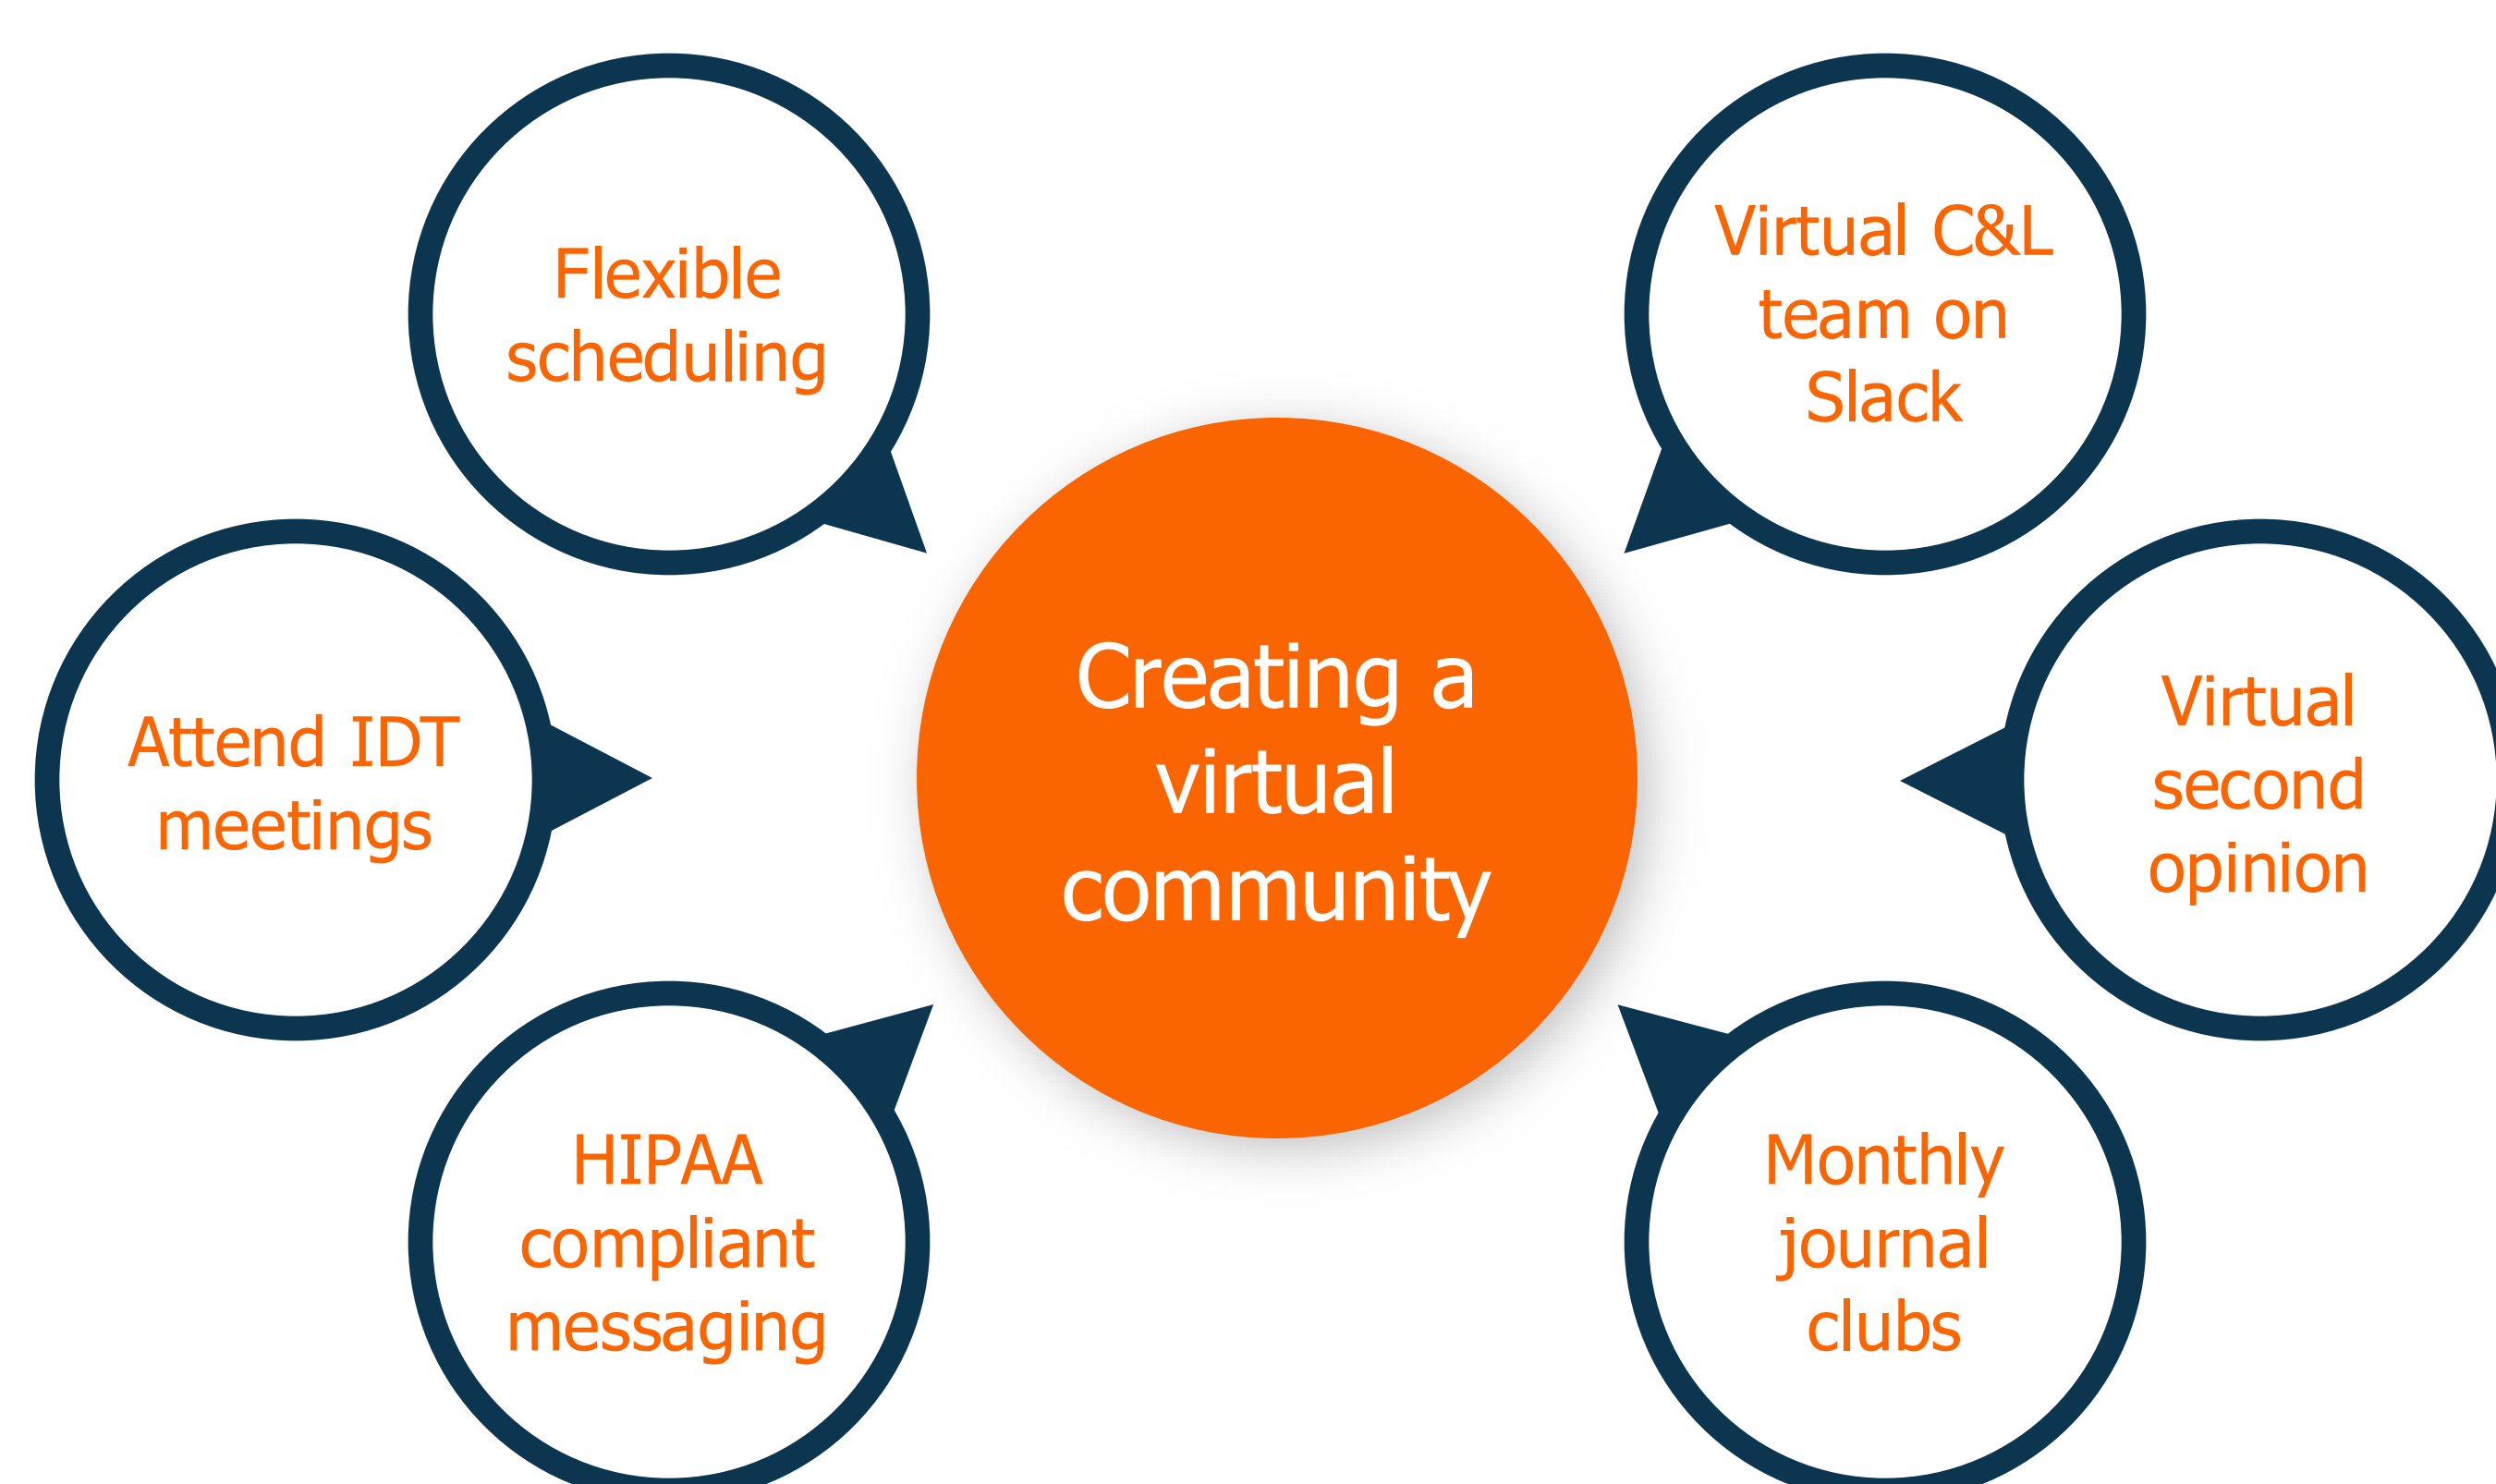 Flexible
scheduling
Virtual C&L
team on
Slack
Attend IDT
meetings
Creating a
virtual
community
Virtual
second
opinion
HIPAA
compliant
messaging
Monthly
journal
clubs